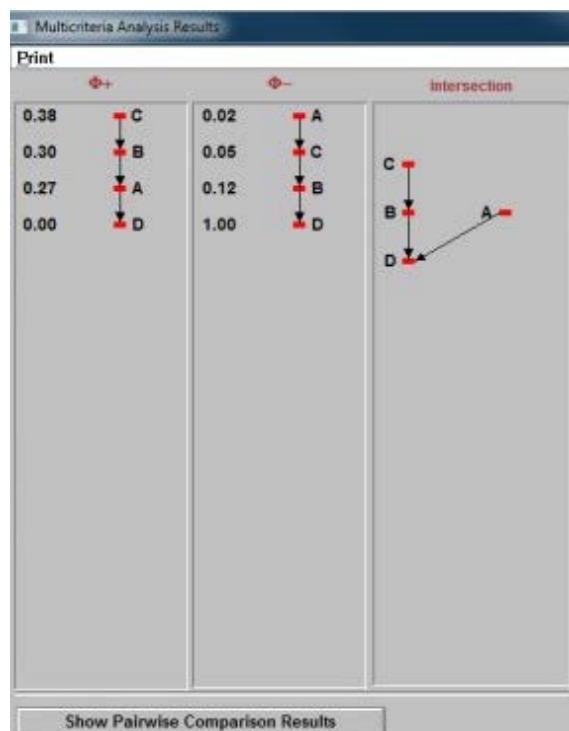 Multicriteria Analysis Results
Print
Φ+ Φ– Intersection
0.38 C 0.02 A
0.30 B 0.05 C
0.27 A 0.12 B
0.00 D 1.00 D
C
B A
D
Show Pairwise Comparison Results